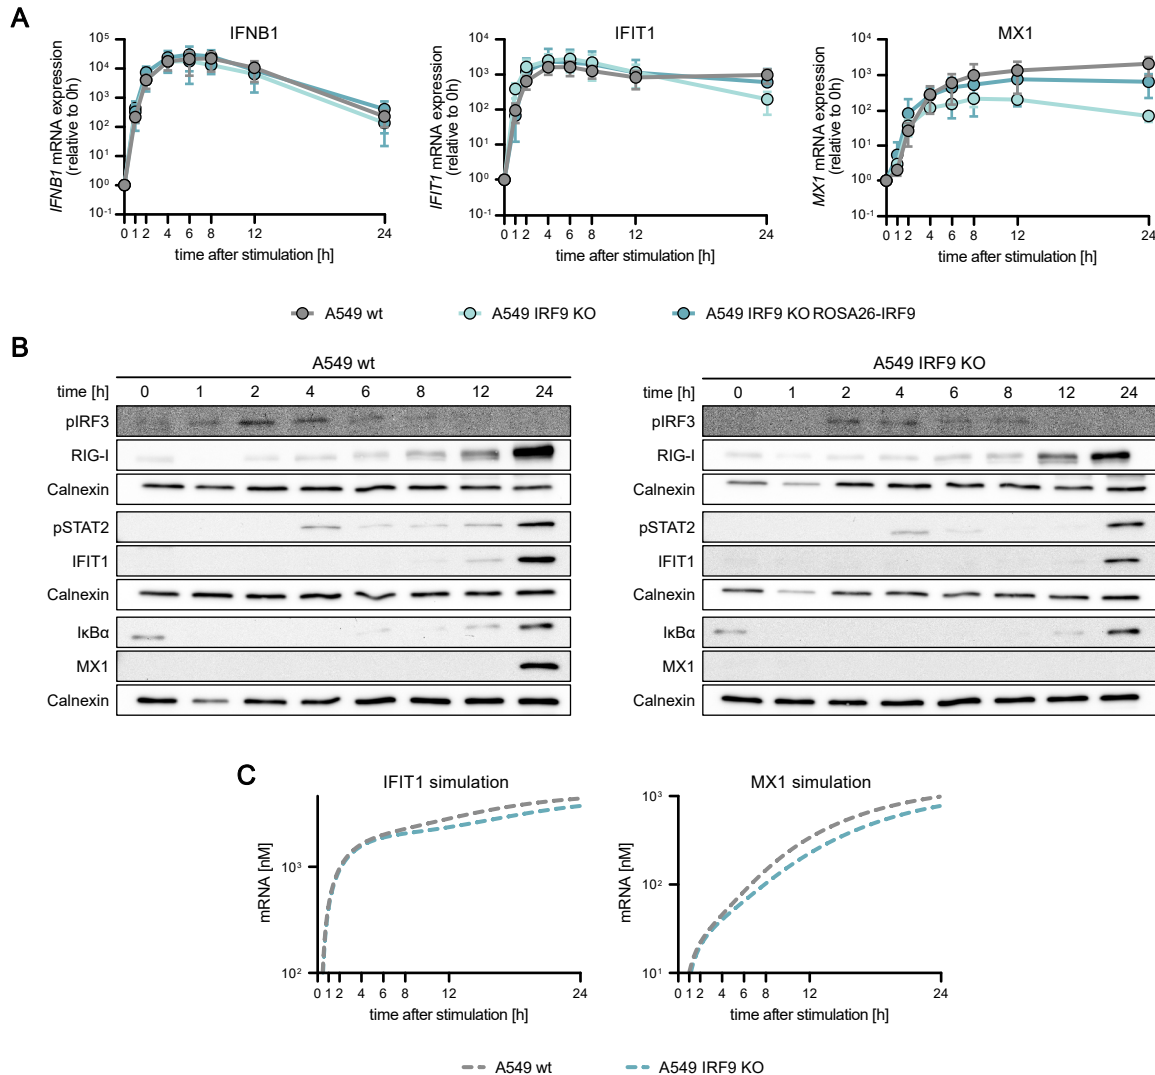 A
IFNB1
IFIT1
MX1
IFNB1 mRNA expression
(relative to 0h)
10⁵
10⁴
10³
10²
10¹
10⁰
10⁻¹
0 1 2 4 6 8 12 24
time after stimulation [h]
IFIT1 mRNA expression
(relative to 0h)
10⁴
10³
10²
10¹
10⁰
10⁻¹
0 1 2 4 6 8 12 24
time after stimulation [h]
MX1 mRNA expression
(relative to 0h)
10⁵
10⁴
10³
10²
10¹
10⁰
10⁻¹
0 1 2 4 6 8 12 24
time after stimulation [h]
A549 wt
A549 IRF9 KO
A549 IRF9 KO ROSA26-IRF9
B
A549 wt
time [h] 0 1 2 4 6 8 12 24
pIRF3
RIG-I
Calnexin
pSTAT2
IFIT1
Calnexin
IκBα
MX1
Calnexin
A549 IRF9 KO
time [h] 0 1 2 4 6 8 12 24
pIRF3
RIG-I
Calnexin
pSTAT2
IFIT1
Calnexin
IκBα
MX1
Calnexin
C
IFIT1 simulation
mRNA [nM]
10³
10²
0 1 2 4 6 8 12 24
time after stimulation [h]
MX1 simulation
mRNA [nM]
10³
10²
10¹
0 1 2 4 6 8 12 24
time after stimulation [h]
A549 wt
A549 IRF9 KO